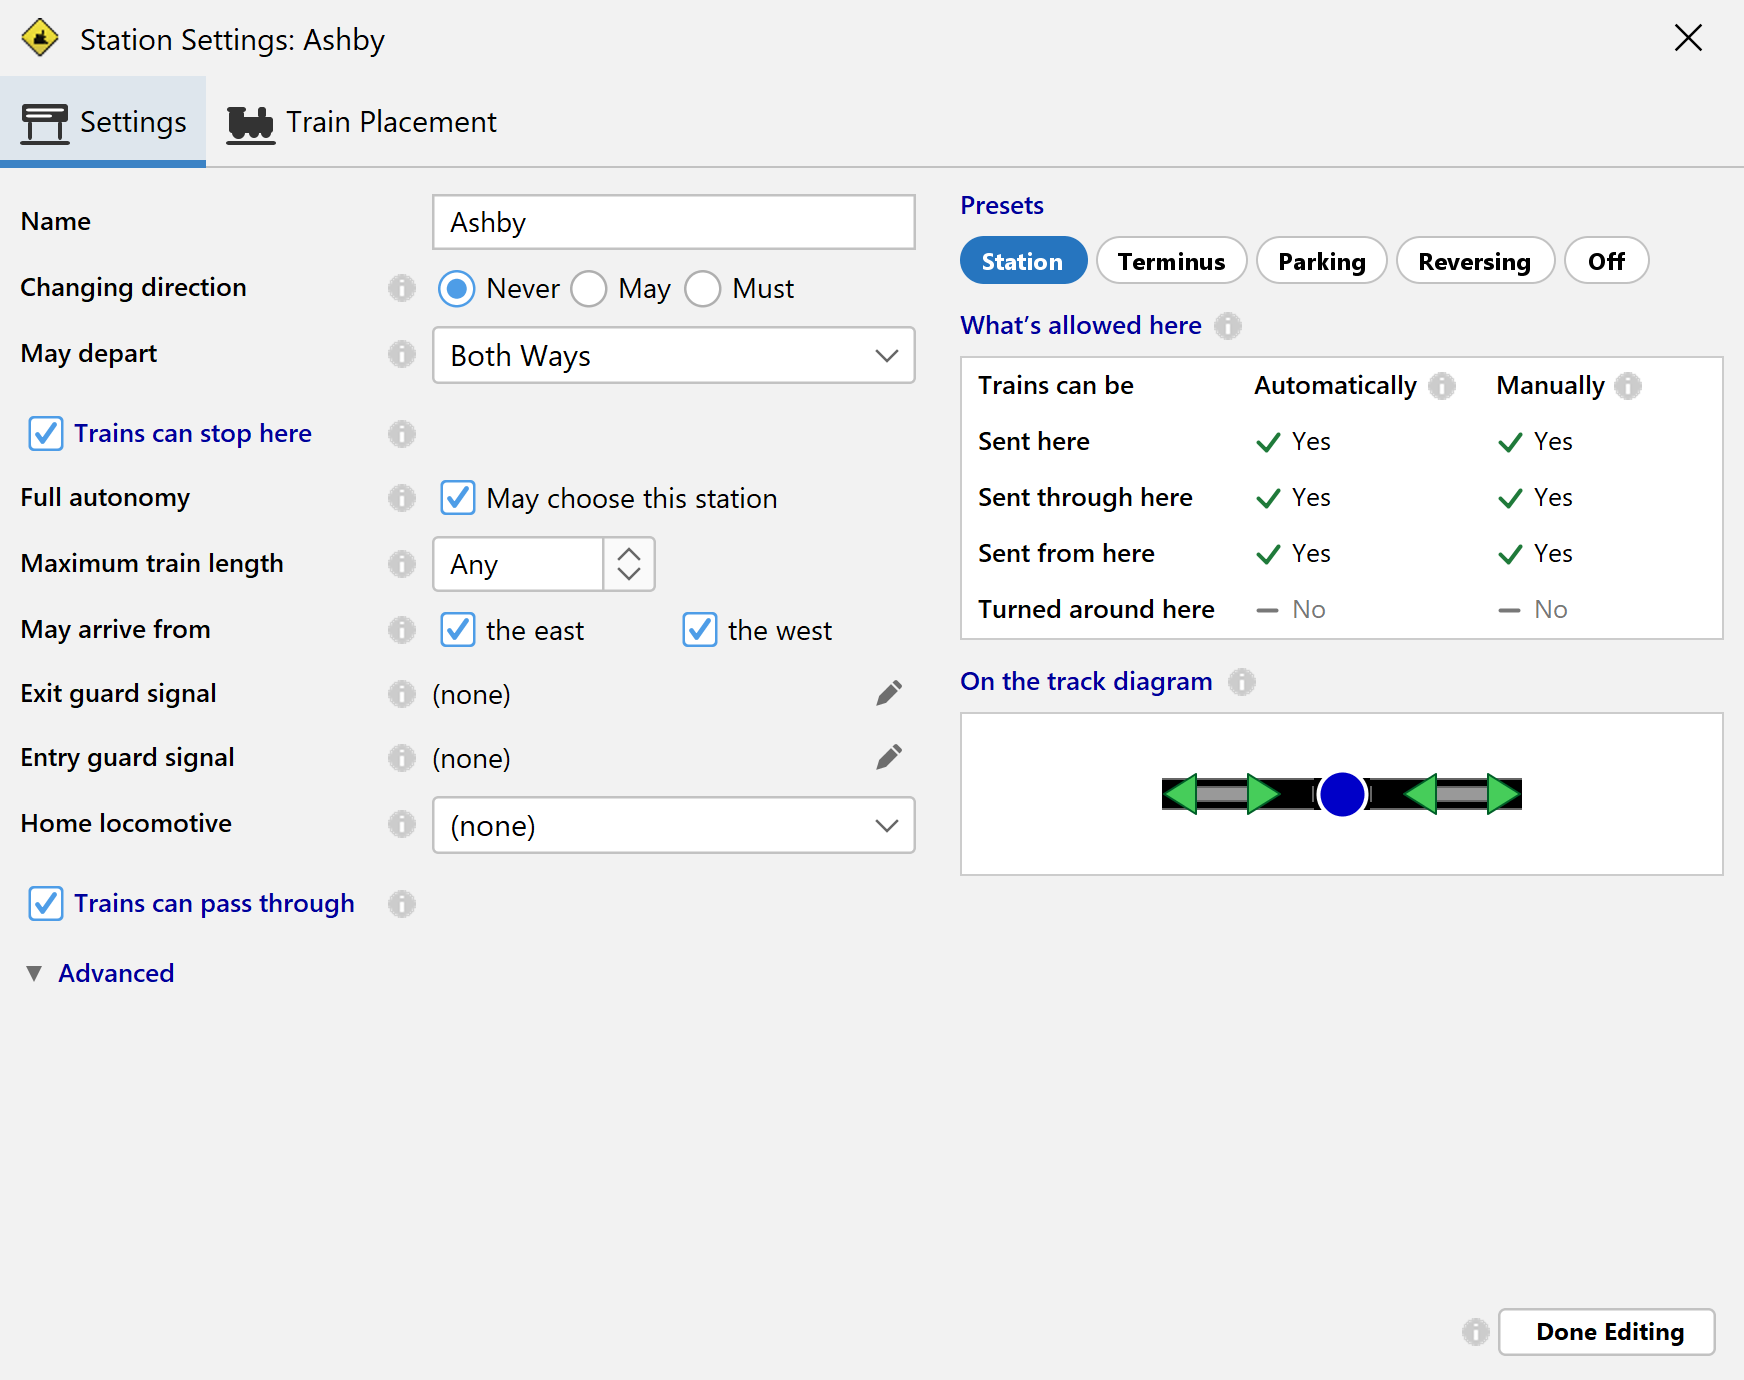 Station Settings: Ashby
Settings
Train Placement
Name
Ashby
Changing direction
Never
May
Must
May depart
Both Ways
Trains can stop here
Full autonomy
May choose this station
Maximum train length
Any
May arrive from
the east
the west
Exit guard signal
(none)
Entry guard signal
(none)
Home locomotive
(none)
Trains can pass through
Advanced
Presets
Station
Terminus
Parking
Reversing
Off
What's allowed here
Trains can be
Automatically
Manually
Sent here
Yes
Yes
Sent through here
Yes
Yes
Sent from here
Yes
Yes
Turned around here
No
No
On the track diagram
Done Editing